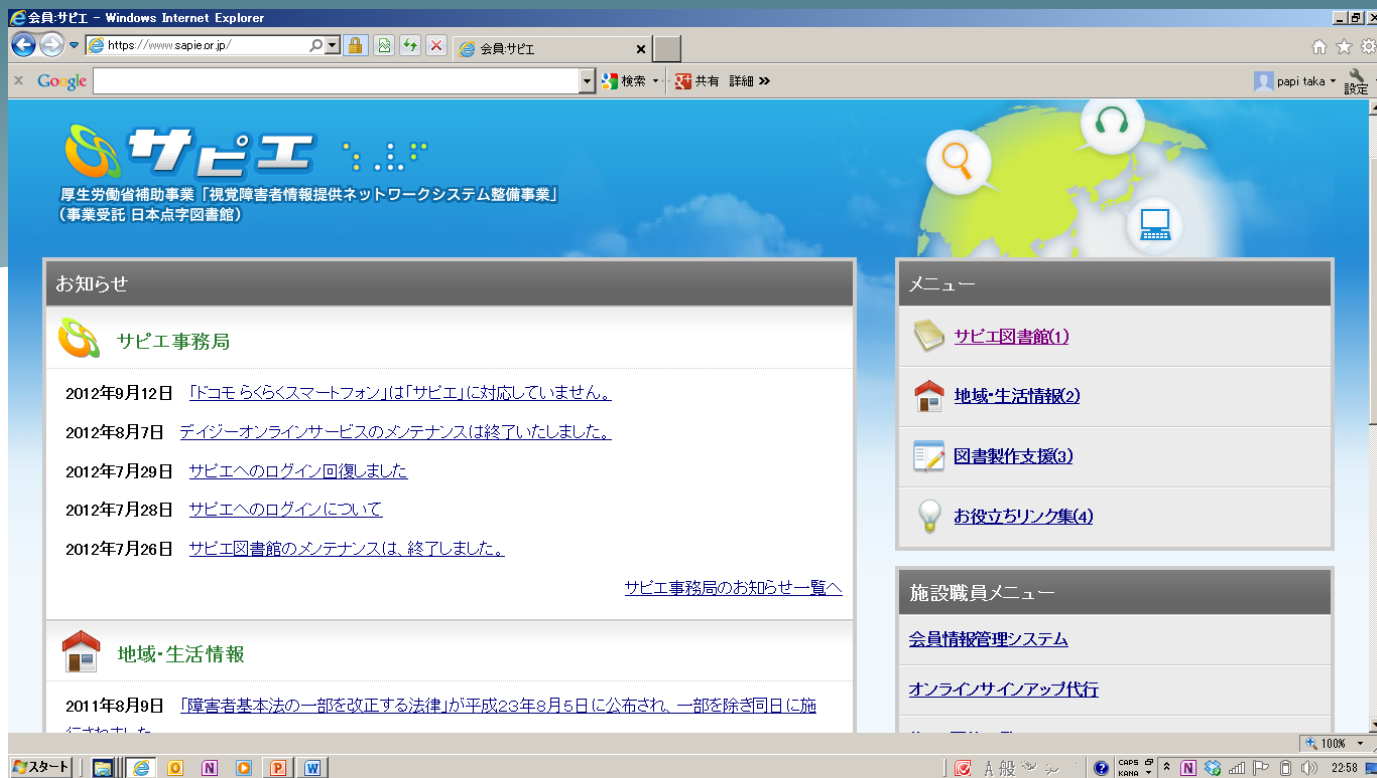 会員:サピエ - Windows Internet Explorer
https://www.sapie.or.jp/
会員:サピエ
Google
検索
共有 詳細 »
papi taka
設定
サピエ ⠱⠴⠋
厚生労働省補助事業「視覚障害者情報提供ネットワークシステム整備事業」
(事業受託 日本点字図書館)
お知らせ
サピエ事務局
2012年9月12日 「ドコモ らくらくスマートフォン」は「サピエ」に対応していません。
2012年8月7日 デイジーオンラインサービスのメンテナンスは終了いたしました。
2012年7月29日 サピエへのログイン回復しました
2012年7月28日 サピエへのログインについて
2012年7月26日 サピエ図書館のメンテナンスは、終了しました。
サピエ事務局のお知らせ一覧へ
地域・生活情報
2011年8月9日 「障害者基本法の一部を改正する法律」が平成23年8月5日に公布され、一部を除き同日に施
行されました
メニュー
サピエ図書館(1)
地域・生活情報(2)
図書製作支援(3)
お役立ちリンク集(4)
施設職員メニュー
会員情報管理システム
オンラインサインアップ代行
100%
スタート
A 般
CAPS
KANA
22:58